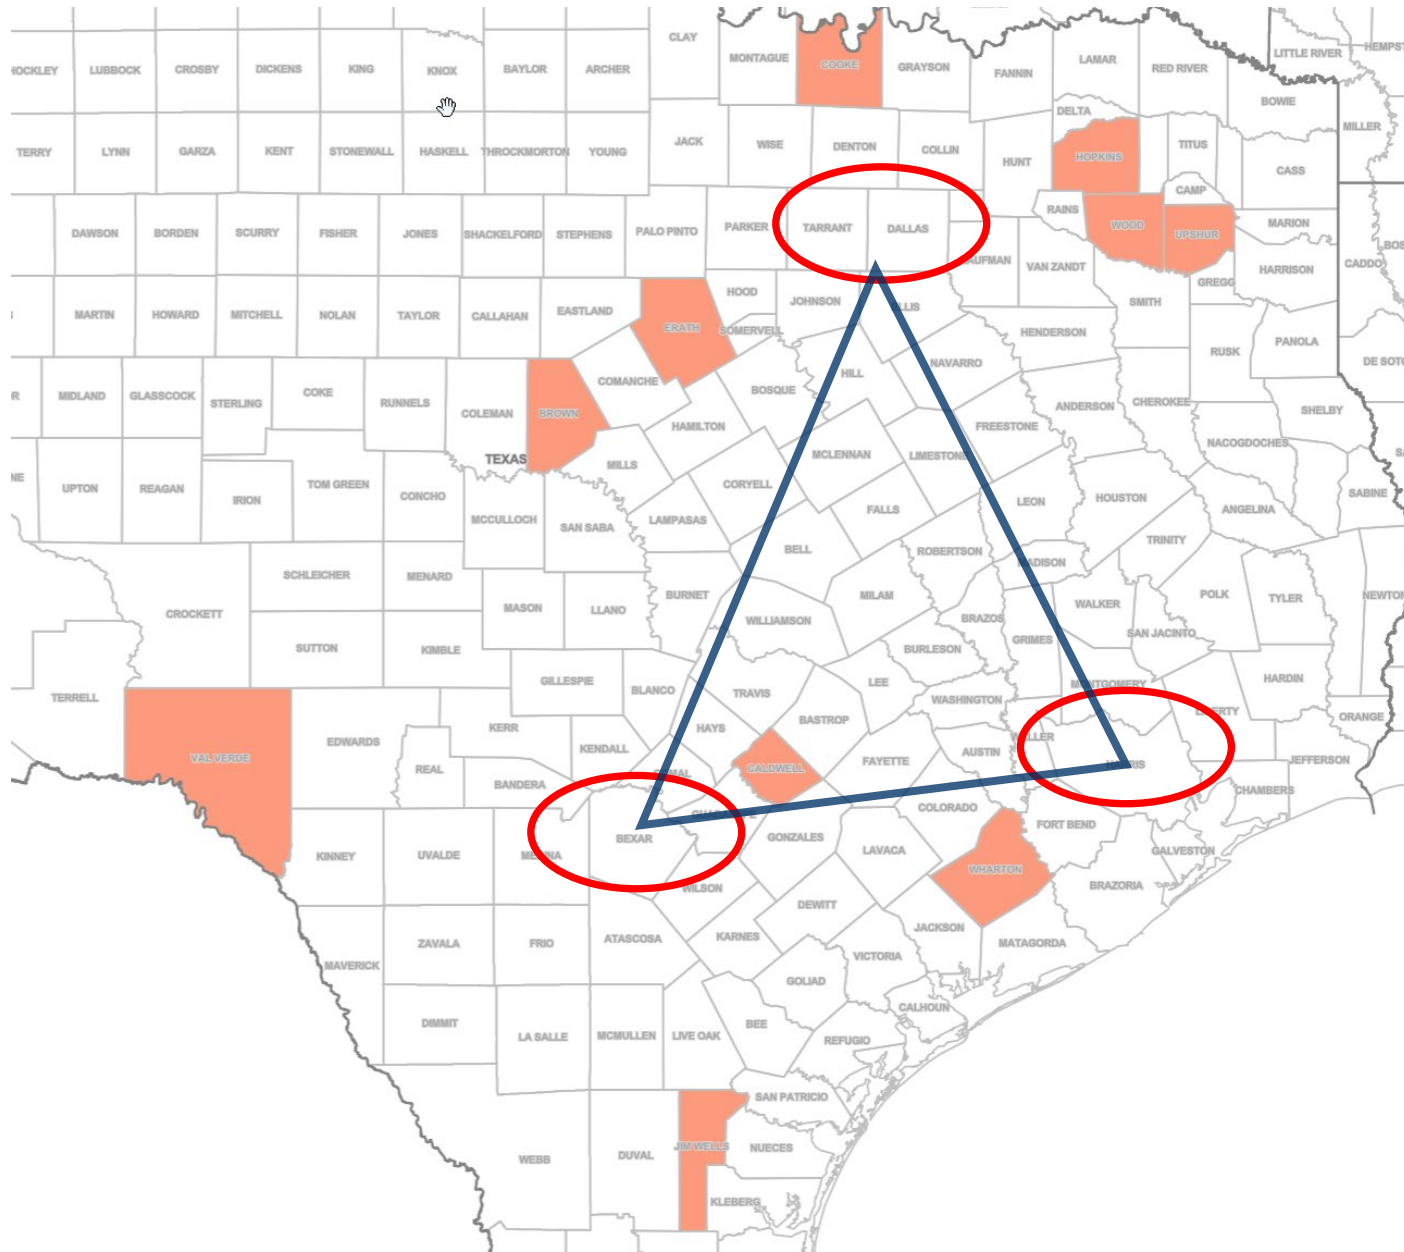 CLAY
MONTAGUE
COOKE
GRAYSON
FANNIN
LAMAR
RED RIVER
LITTLE RIVER
HEMPST
HOCKLEY
LUBBOCK
CROSBY
DICKENS
KING
KNOX
BAYLOR
ARCHER
BOWIE
DELTA
MILLER
TERRY
LYNN
GARZA
KENT
STONEWALL
HASKELL
THROCKMORTON
YOUNG
JACK
WISE
DENTON
COLLIN
HUNT
HOPKINS
TITUS
CASS
CAMP
RAINS
WOOD
UPSHUR
MARION
DAWSON
BORDEN
SCURRY
FISHER
JONES
SHACKELFORD
STEPHENS
PALO PINTO
PARKER
TARRANT
DALLAS
KAUFMAN
VAN ZANDT
HARRISON
CADDO
BOS
GREGG
SMITH
MARTIN
HOWARD
MITCHELL
NOLAN
TAYLOR
CALLAHAN
EASTLAND
ERATH
HOOD
SOMERVELL
JOHNSON
ELLIS
HENDERSON
RUSK
PANOLA
DE SOTO
R
MIDLAND
GLASSCOCK
STERLING
COKE
RUNNELS
COLEMAN
BROWN
COMANCHE
BOSQUE
HILL
NAVARRO
ANDERSON
CHEROKEE
SHELBY
TEXAS
MILLS
HAMILTON
MCLENNAN
LIMESTONE
FREESTONE
NACOGDOCHES
SA
NE
UPTON
REAGAN
IRION
TOM GREEN
CONCHO
MCCULLOCH
SAN SABA
LAMPASAS
CORYELL
FALLS
LEON
HOUSTON
ANGELINA
SABINE
BELL
ROBERTSON
MADISON
TRINITY
CROCKETT
SCHLEICHER
MENARD
MASON
LLANO
BURNET
WILLIAMSON
MILAM
BRAZOS
GRIMES
WALKER
SAN JACINTO
POLK
TYLER
NEWTON
SUTTON
KIMBLE
GILLESPIE
BLANCO
TRAVIS
LEE
BURLESON
WASHINGTON
MONTGOMERY
HARDIN
TERRELL
VAL VERDE
EDWARDS
REAL
KERR
KENDALL
BANDERA
HAYS
COMAL
CALDWELL
BASTROP
FAYETTE
AUSTIN
WALLER
HARRIS
LIBERTY
ORANGE
JEFFERSON
CHAMBERS
KINNEY
UVALDE
MEDINA
BEXAR
GUADALUPE
GONZALES
LAVACA
COLORADO
WHARTON
FORT BEND
GALVESTON
BRAZORIA
WILSON
DEWITT
JACKSON
MATAGORDA
MAVERICK
ZAVALA
FRIO
ATASCOSA
KARNES
GOLIAD
VICTORIA
CALHOUN
DIMMIT
LA SALLE
MCMULLEN
LIVE OAK
BEE
REFUGIO
SAN PATRICIO
WEBB
DUVAL
JIM WELLS
NUECES
KLEBERG